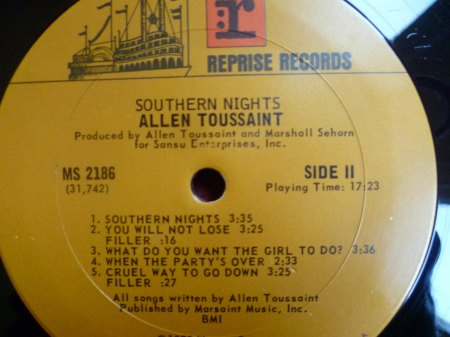 r
REPRISE RECORDS
SOUTHERN NIGHTS
ALLEN TOUSSAINT
Produced by Allen Toussaint and Marshall Sehorn
for Sansu Enterprises, Inc.
MS 2186
(31,742)
SIDE II
Playing Time: 17:23
1. SOUTHERN NIGHTS 3:35
2. YOU WILL NOT LOSE 3:25
FILLER :16
3. WHAT DO YOU WANT THE GIRL TO DO? 3:36
4. WHEN THE PARTY'S OVER 2:33
5. CRUEL WAY TO GO DOWN 3:25
FILLER :27
All songs written by Allen Toussaint
Published by Marsaint Music, Inc.
BMI